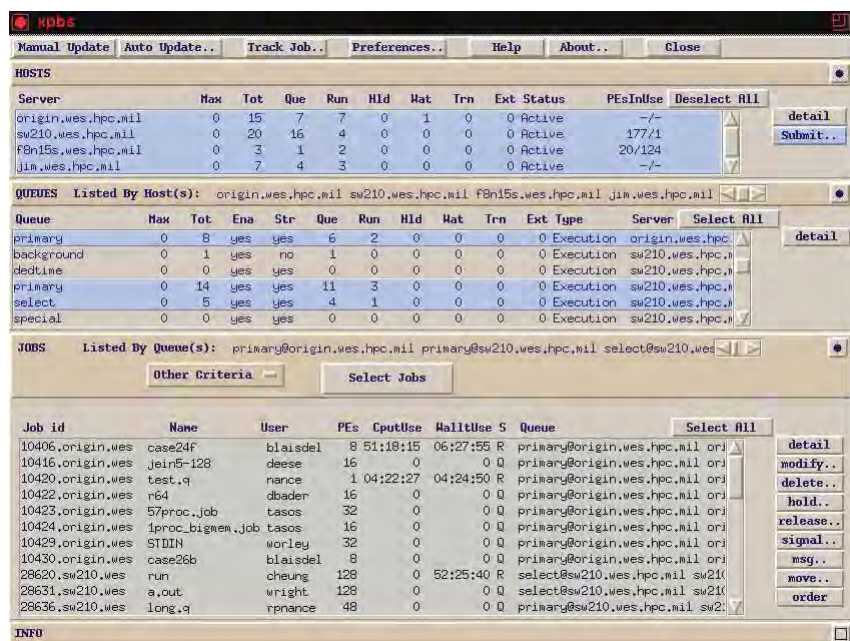 xpbs
Manual Update Auto Update.. Track Job.. Preferences.. Help About.. Close
HOSTS
Server Max Tot Que Run Hld Wat Trn Ext Status PEsInUse Deselect All
origin.wes.hpc.mil 0 15 7 7 0 1 0 0 Active -/- detail
sw210.wes.hpc.mil 0 20 16 4 0 0 0 0 Active 177/1 Submit..
f8n15s.wes.hpc.mil 0 3 1 2 0 0 0 0 Active 20/124
jim.wes.hpc.mil 0 7 4 3 0 0 0 0 Active -/-
QUEUES Listed By Host(s): origin.wes.hpc.mil sw210.wes.hpc.mil f8n15s.wes.hpc.mil jim.wes.hpc.mil
Queue Max Tot Ena Str Que Run Hld Wat Trn Ext Type Server Select All
primary 0 8 yes yes 6 2 0 0 0 0 Execution origin.wes.hpc detail
background 0 1 yes no 1 0 0 0 0 0 Execution sw210.wes.hpc.m
dedtime 0 0 yes yes 0 0 0 0 0 0 Execution sw210.wes.hpc.m
primary 0 14 yes yes 11 3 0 0 0 0 Execution sw210.wes.hpc.m
select 0 5 yes yes 4 1 0 0 0 0 Execution sw210.wes.hpc.m
special 0 0 yes yes 0 0 0 0 0 0 Execution sw210.wes.hpc.m
JOBS Listed By Queue(s): primary@origin.wes.hpc.mil primary@sw210.wes.hpc.mil select@sw210.wes
Other Criteria Select Jobs
Job id Name User PEs CputUse WalltUse S Queue Select All
10406.origin.wes case24f blaisdel 8 51:18:15 06:27:55 R primary@origin.wes.hpc.mil ori detail
10416.origin.wes jein5-128 deese 16 0 0 Q primary@origin.wes.hpc.mil ori modify..
10420.origin.wes test.q nance 1 04:22:27 04:24:50 R primary@origin.wes.hpc.mil ori delete..
10422.origin.wes r64 dbader 16 0 0 Q primary@origin.wes.hpc.mil ori hold..
10423.origin.wes 57proc.job tasos 32 0 0 Q primary@origin.wes.hpc.mil ori release..
10424.origin.wes 1proc_bigmem.job tasos 16 0 0 Q primary@origin.wes.hpc.mil ori
10429.origin.wes STDIN worley 32 0 0 Q primary@origin.wes.hpc.mil ori signal..
10430.origin.wes case26b blaisdel 8 0 0 Q primary@origin.wes.hpc.mil ori msg..
28620.sw210.wes run cheung 128 0 52:25:40 R select@sw210.wes.hpc.mil sw21( move..
28631.sw210.wes a.out wright 128 0 0 Q select@sw210.wes.hpc.mil sw21( order
28636.sw210.wes long.q rpnance 48 0 0 Q primary@sw210.wes.hpc.mil sw2:
INFO